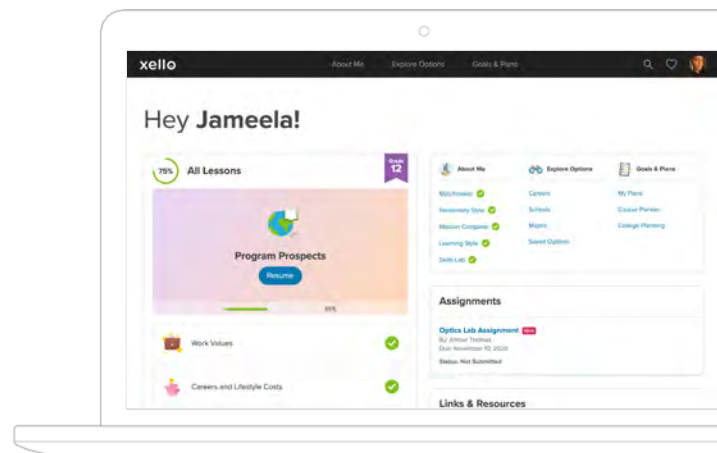 xello
About Me
Explore Options
Goals & Plans
Hey Jameela!
75%
All Lessons
Grade
12
Program Prospects
Resume
Work Values
Careers and Lifestyle Costs
About Me
Matchmaker
Personality Style
Mission Complete
Learning Style
Skills Lab
Explore Options
Careers
Schools
Majors
Saved Options
Goals & Plans
My Plans
Course Planner
College Planning
Assignments
Optics Lab Assignment
By: Amber Thomas
Due: November 10, 2020
Status: Not Submitted
Links & Resources